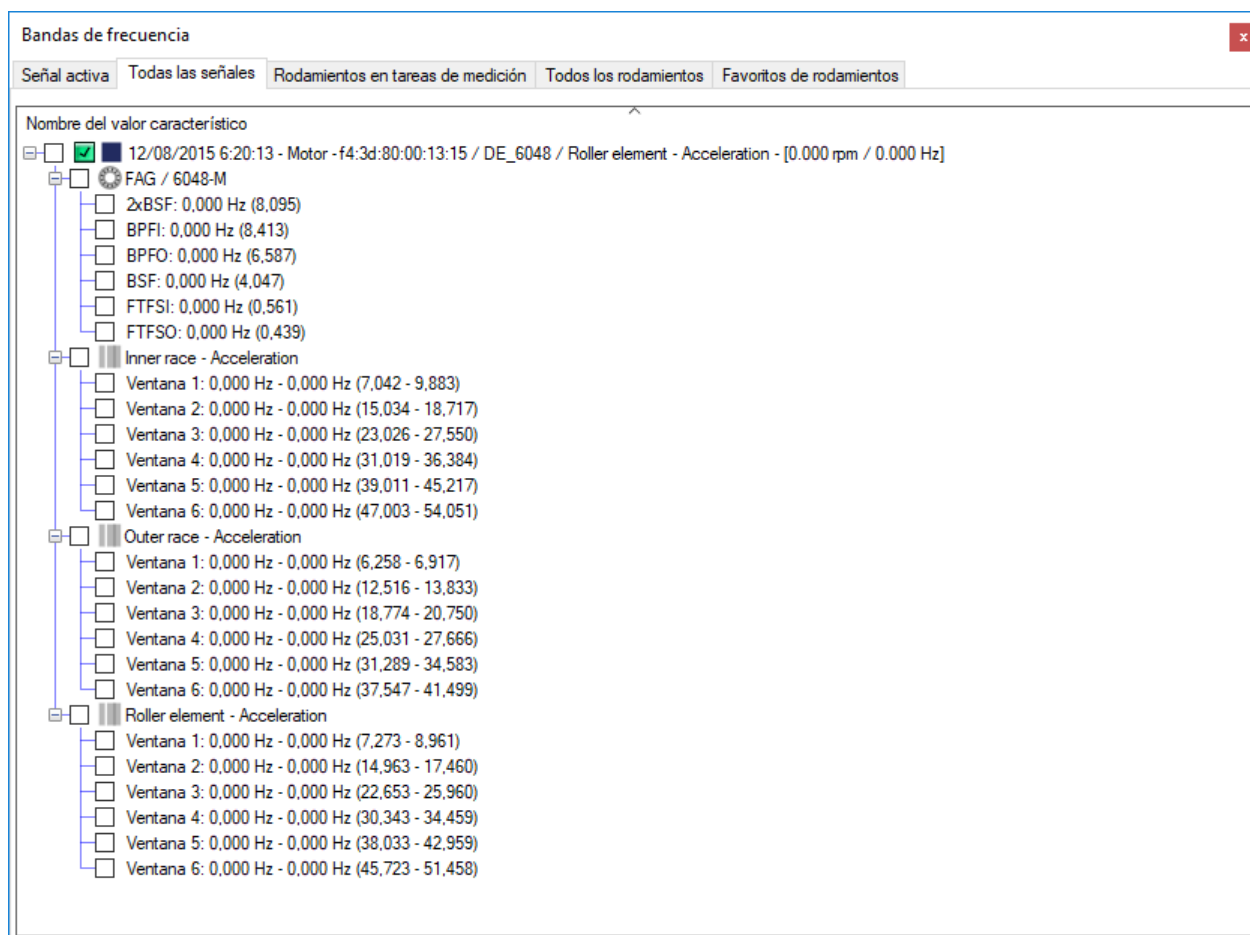 Bandas de frecuencia
x
Señal activa Todas las señales Rodamientos en tareas de medición Todos los rodamientos Favoritos de rodamientos
Nombre del valor característico
12/08/2015 6:20:13 - Motor - f4:3d:80:00:13:15 / DE_6048 / Roller element - Acceleration - [0.000 rpm / 0.000 Hz]
FAG / 6048-M
2xBSF: 0,000 Hz (8,095)
BPFI: 0,000 Hz (8,413)
BPFO: 0,000 Hz (6,587)
BSF: 0,000 Hz (4,047)
FTFSI: 0,000 Hz (0,561)
FTFSO: 0,000 Hz (0,439)
Inner race - Acceleration
Ventana 1: 0,000 Hz - 0,000 Hz (7,042 - 9,883)
Ventana 2: 0,000 Hz - 0,000 Hz (15,034 - 18,717)
Ventana 3: 0,000 Hz - 0,000 Hz (23,026 - 27,550)
Ventana 4: 0,000 Hz - 0,000 Hz (31,019 - 36,384)
Ventana 5: 0,000 Hz - 0,000 Hz (39,011 - 45,217)
Ventana 6: 0,000 Hz - 0,000 Hz (47,003 - 54,051)
Outer race - Acceleration
Ventana 1: 0,000 Hz - 0,000 Hz (6,258 - 6,917)
Ventana 2: 0,000 Hz - 0,000 Hz (12,516 - 13,833)
Ventana 3: 0,000 Hz - 0,000 Hz (18,774 - 20,750)
Ventana 4: 0,000 Hz - 0,000 Hz (25,031 - 27,666)
Ventana 5: 0,000 Hz - 0,000 Hz (31,289 - 34,583)
Ventana 6: 0,000 Hz - 0,000 Hz (37,547 - 41,499)
Roller element - Acceleration
Ventana 1: 0,000 Hz - 0,000 Hz (7,273 - 8,961)
Ventana 2: 0,000 Hz - 0,000 Hz (14,963 - 17,460)
Ventana 3: 0,000 Hz - 0,000 Hz (22,653 - 25,960)
Ventana 4: 0,000 Hz - 0,000 Hz (30,343 - 34,459)
Ventana 5: 0,000 Hz - 0,000 Hz (38,033 - 42,959)
Ventana 6: 0,000 Hz - 0,000 Hz (45,723 - 51,458)